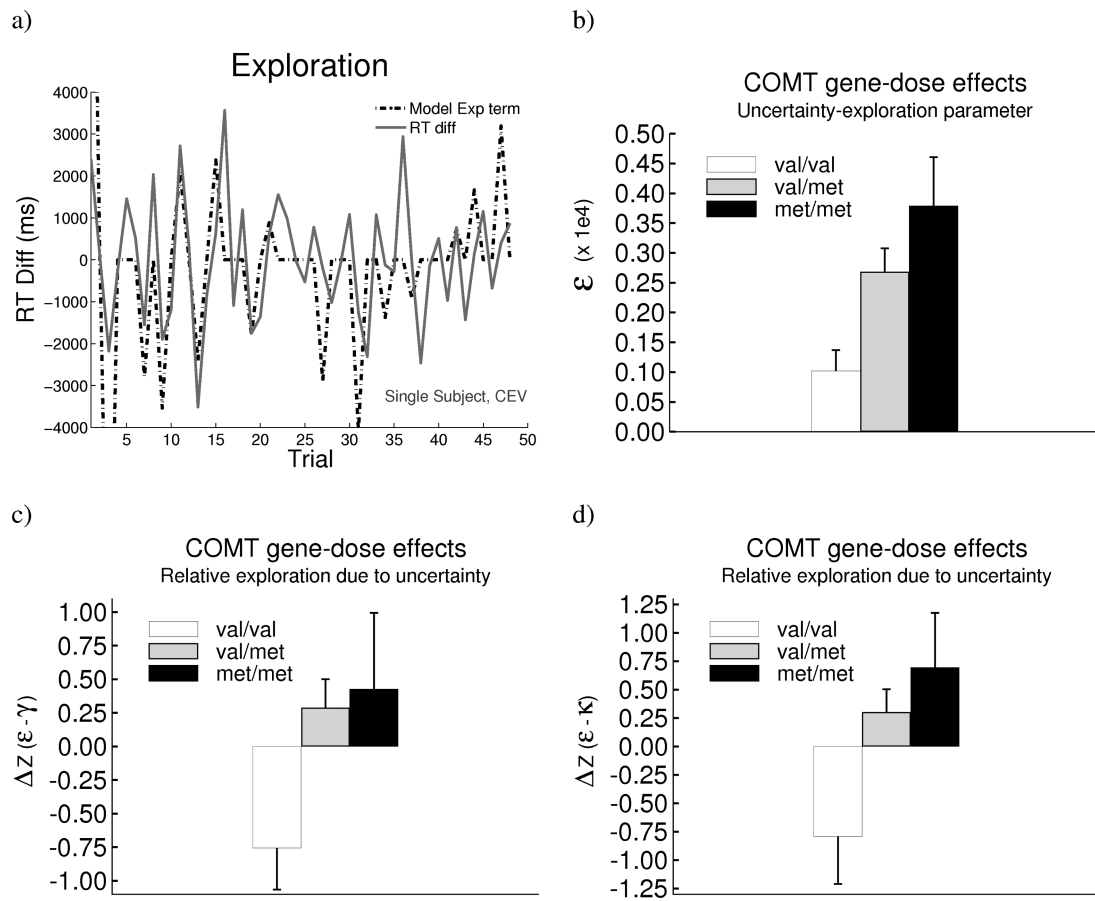 a)
Exploration
4000
3000
2000
1000
0
−1000
−2000
−3000
−4000
RT Diff (ms)
Model Exp term
RT diff
Single Subject, CEV
5 10 15 20 25 30 35 40 45 50
Trial
b)
COMT gene-dose effects
Uncertainty-exploration parameter
0.50
0.45
0.40
0.35
0.30
0.25
0.20
0.15
0.10
0.05
0.00
ε (x 1e4)
val/val
val/met
met/met
c)
COMT gene-dose effects
Relative exploration due to uncertainty
1.00
0.75
0.50
0.25
0.00
-0.25
-0.50
-0.75
-1.00
Δz (ε-γ)
val/val
val/met
met/met
d)
COMT gene-dose effects
Relative exploration due to uncertainty
1.25
1.00
0.75
0.50
0.25
0.00
-0.25
-0.50
-0.75
-1.00
-1.25
Δz (ε-κ)
val/val
val/met
met/met